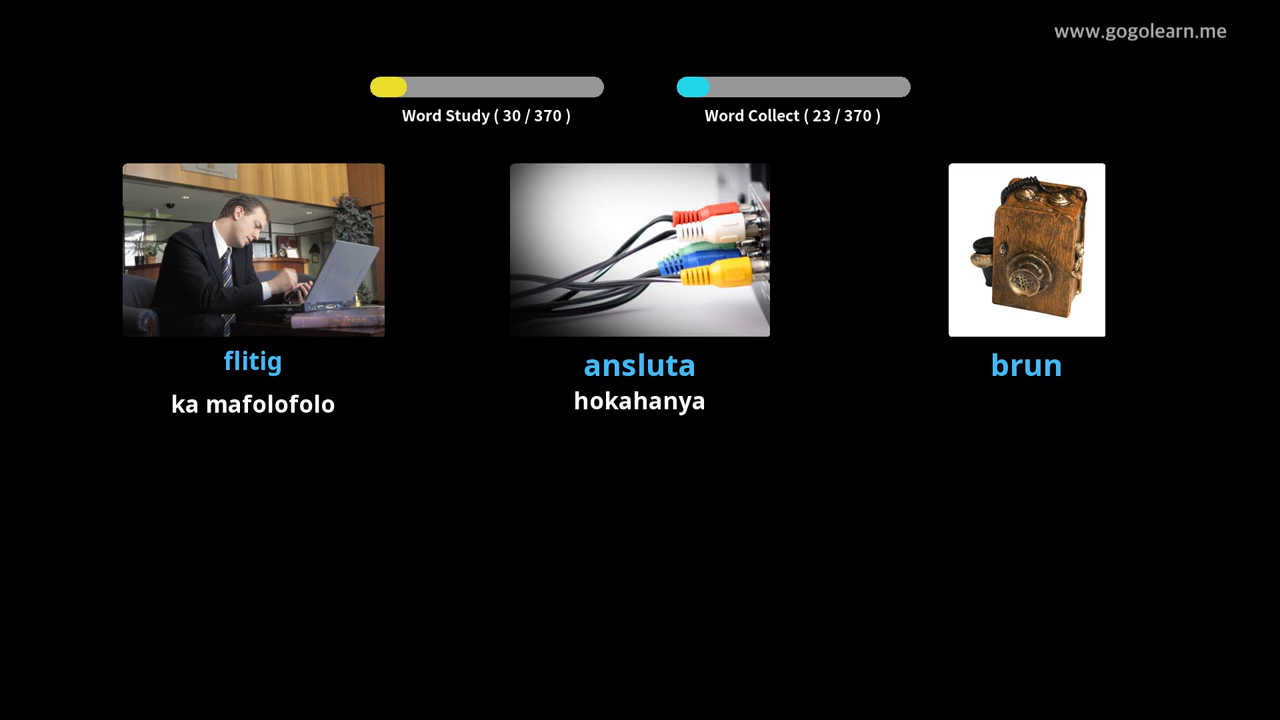 www.gogolearn.me
Word Study ( 30 / 370 )
Word Collect ( 23 / 370 )
flitig
ka mafolofolo
ansluta
hokahanya
brun